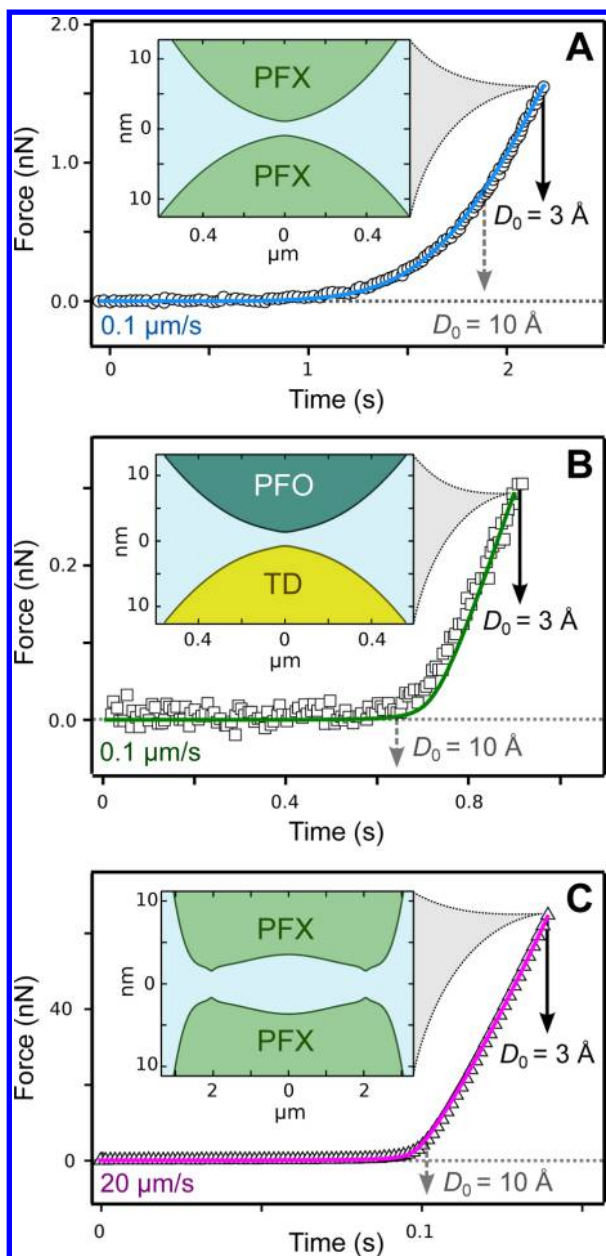 A
2.0
1.0
0.0
Force (nN)
10
0
10
nm
PFX
PFX
0.4
0
0.4
µm
D0 = 3 Å
D0 = 10 Å
0.1 µm/s
0
1
2
Time (s)
B
0.2
0.0
Force (nN)
10
0
10
nm
PFO
TD
0.4
0
0.4
µm
D0 = 3 Å
D0 = 10 Å
0.1 µm/s
0
0.4
0.8
Time (s)
C
40
0
Force (nN)
10
0
10
nm
PFX
PFX
2
0
2
µm
D0 = 3 Å
D0 = 10 Å
20 µm/s
0
0.1
Time (s)